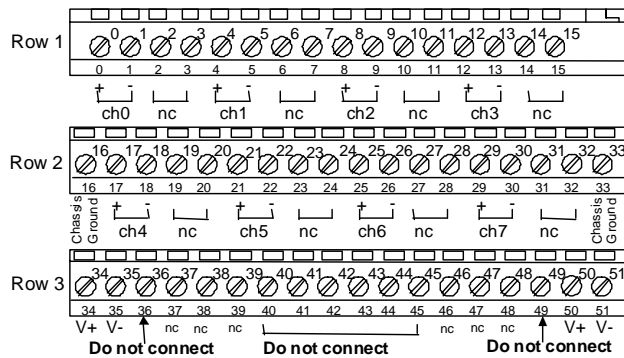 Row 1
0 1 2 3 4 5 6 7 8 9 10 11 12 13 14 15
0 1 2 3 4 5 6 7 8 9 10 11 12 13 14 15
+ - + - + - + -
ch0 nc ch1 nc ch2 nc ch3 nc
Row 2
16 17 18 19 20 21 22 23 24 25 26 27 28 29 30 31 32 33
16 17 18 19 20 21 22 23 24 25 26 27 28 29 30 31 32 33
Chassis Ground
+ - + - + - + -
ch4 nc ch5 nc ch6 nc ch7 nc
Chassis Ground
Row 3
34 35 36 37 38 39 40 41 42 43 44 45 46 47 48 49 50 51
34 35 36 37 38 39 40 41 42 43 44 45 46 47 48 49 50 51
V+ V- nc nc nc nc nc nc V+ V-
Do not connect Do not connect Do not connect